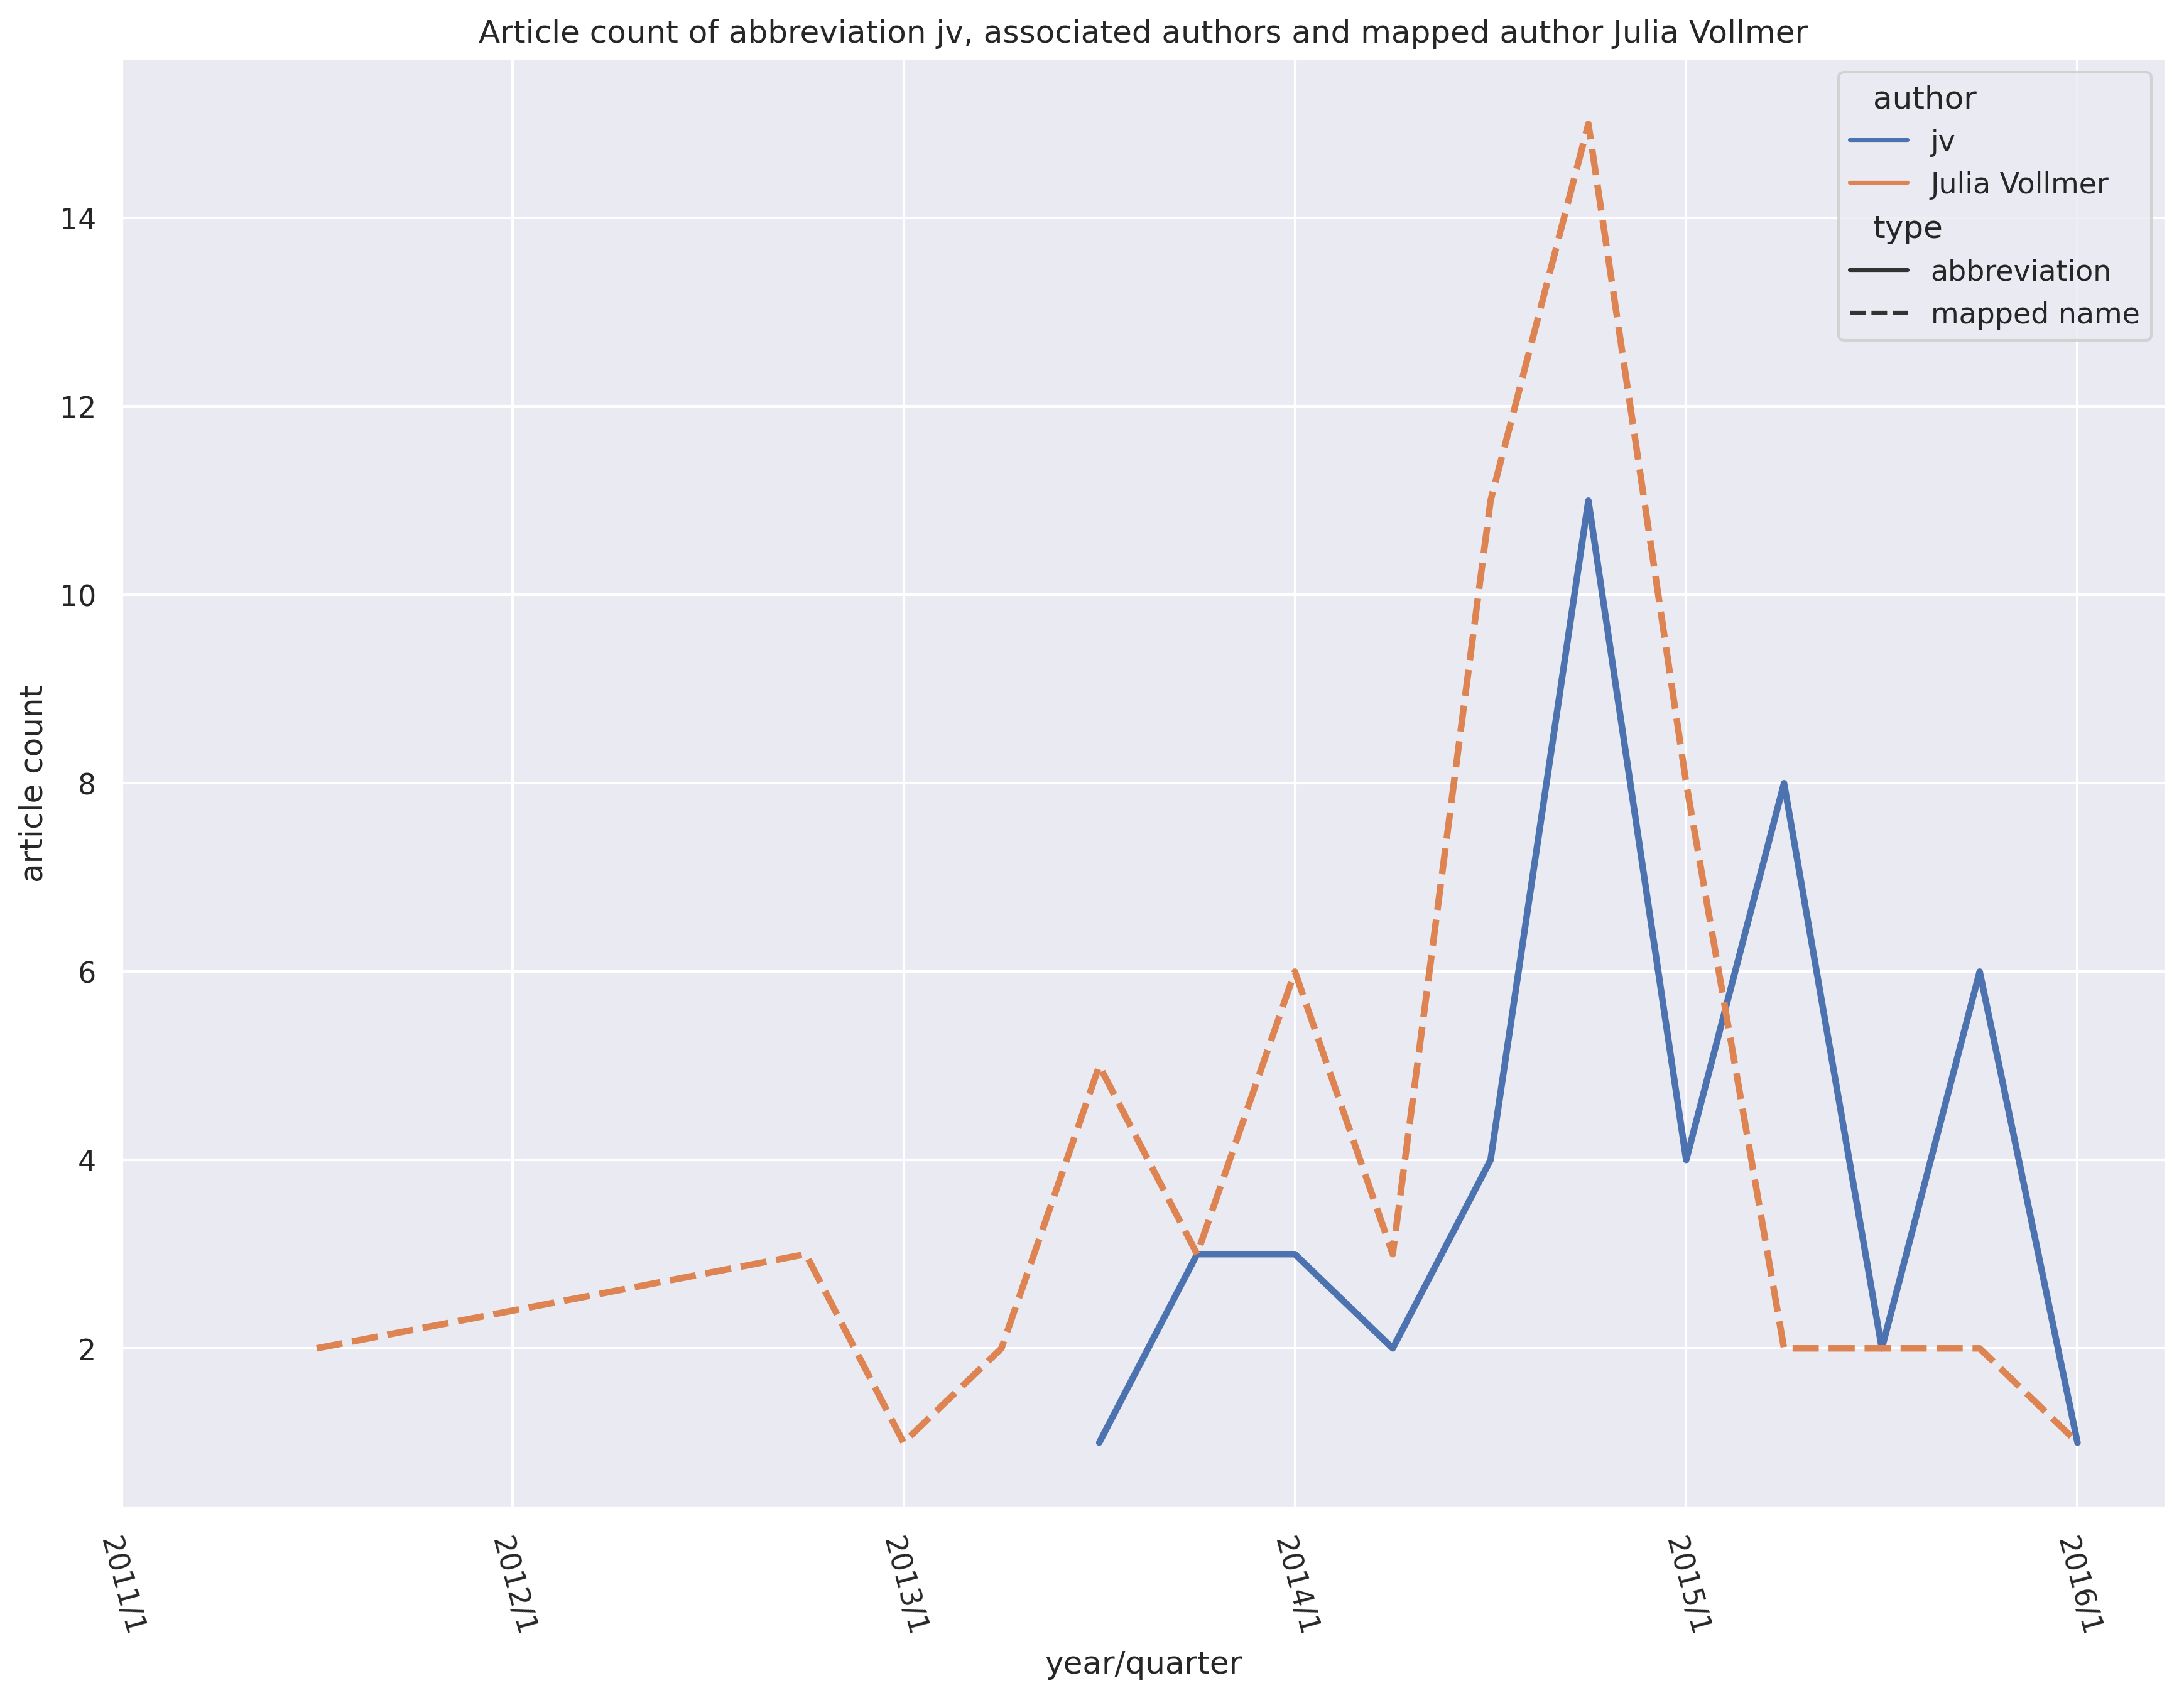 Article count of abbreviation jv, associated authors and mapped author Julia Vollmer
author
jv
Julia Vollmer
type
abbreviation
mapped name
article count
14
12
10
8
6
4
2
2011/1
2012/1
2013/1
2014/1
2015/1
2016/1
year/quarter